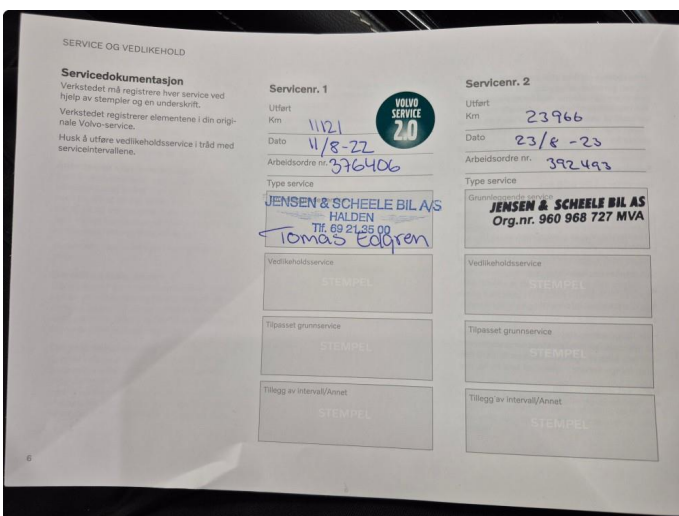 SERVICE OG VEDLIKEHOLD
Servicedokumentasjon
Verkstedet må registrere hver service ved
hjelp av stempler og en underskrift.
Verkstedet registrerer elementene i din origi-
nale Volvo-service.
Husk å utføre vedlikeholdsservice i tråd med
serviceintervallene.
Servicenr. 1
Utført
Km 11121
Dato 11/8-22
Arbeidsordre nr. 376406
Type service
VOLVO
SERVICE
2.0
JENSEN & SCHEELE BIL A/S
HALDEN
Tlf. 69 21 35 00
Tomas Edgren
Vedlikeholdsservice
STEMPEL
Tilpasset grunnservice
STEMPEL
Tillegg av intervall/Annet
STEMPEL
Servicenr. 2
Utført
Km 23966
Dato 23/8-23
Arbeidsordre nr. 392493
Type service
Grunnleggende service
JENSEN & SCHEELE BIL AS
Org.nr. 960 968 727 MVA
Vedlikeholdsservice
STEMPEL
Tilpasset grunnservice
STEMPEL
Tillegg av intervall/Annet
STEMPEL
6